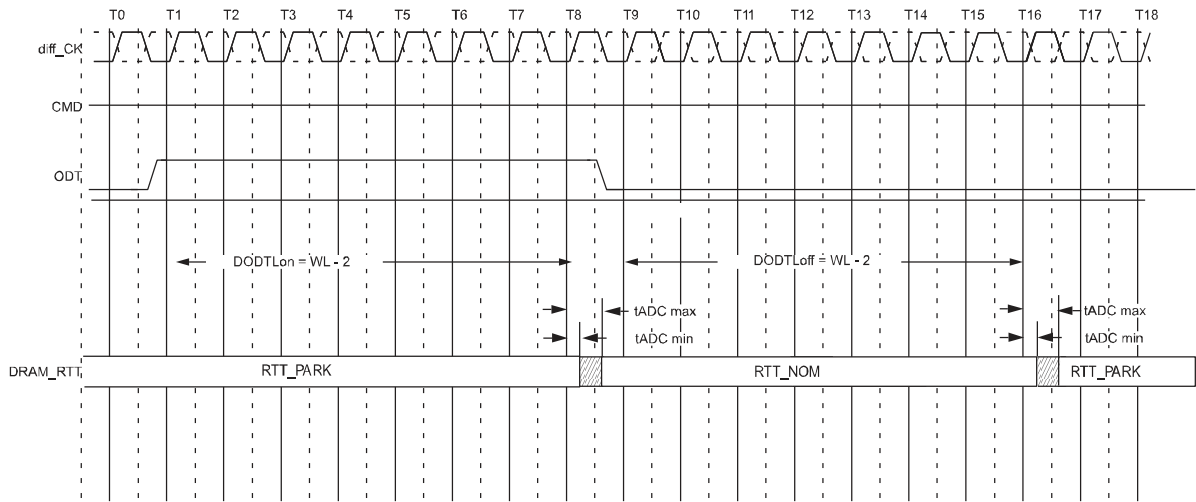 T0 T1 T2 T3 T4 T5 T6 T7 T8 T9 T10 T11 T12 T13 T14 T15 T16 T17 T18
diff_CK
CMD
ODT
DODTLon = WL - 2 DODTLoff = WL - 2
tADC max tADC max
tADC min tADC min
DRAM_RTT RTT_PARK RTT_NOM RTT_PARK